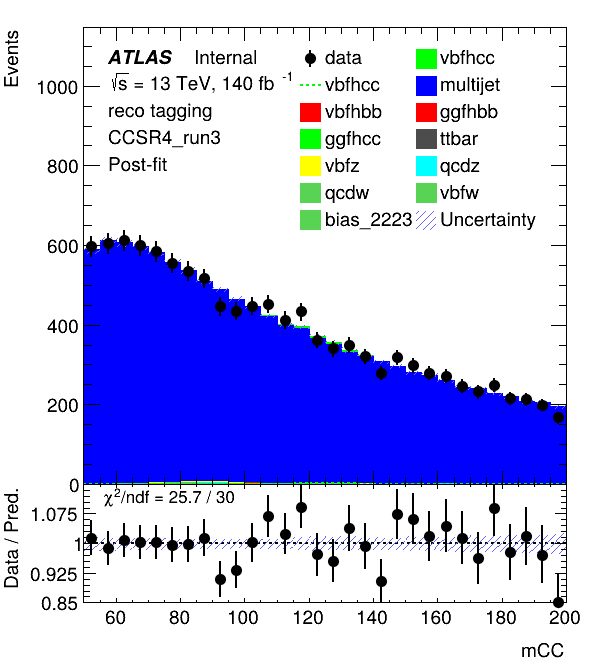 Events
ATLAS Internal
√s = 13 TeV, 140 fb -1
reco tagging
CCSR4_run3
Post-fit
data
vbfhcc
vbfhcc
multijet
vbfhbb
ggfhbb
ggfhcc
ttbar
vbfz
qcdz
qcdw
vbfw
bias_2223
Uncertainty
1000
800
600
400
200
0
Data / Pred.
χ²/ndf = 25.7 / 30
1.075
1
0.925
0.85
60 80 100 120 140 160 180 200
mCC